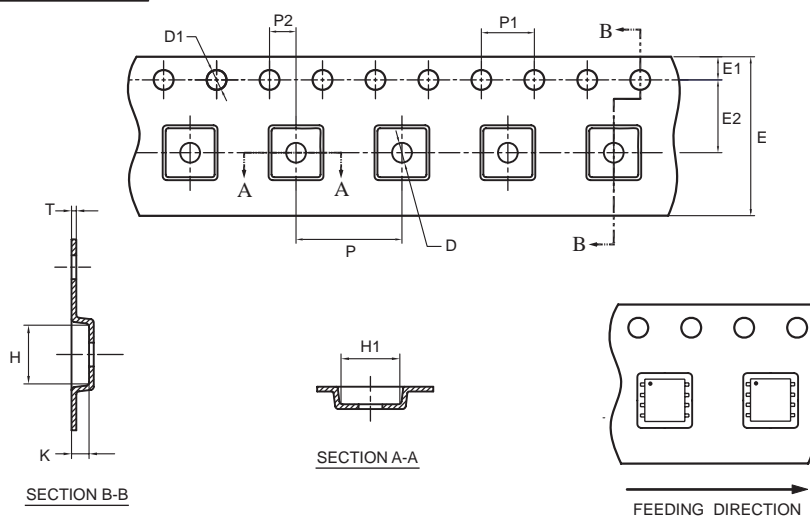 P2
P1
B
D1
E1
E2
E
A
A
T
B
P
D
H
H1
K
SECTION A-A
SECTION B-B
FEEDING DIRECTION